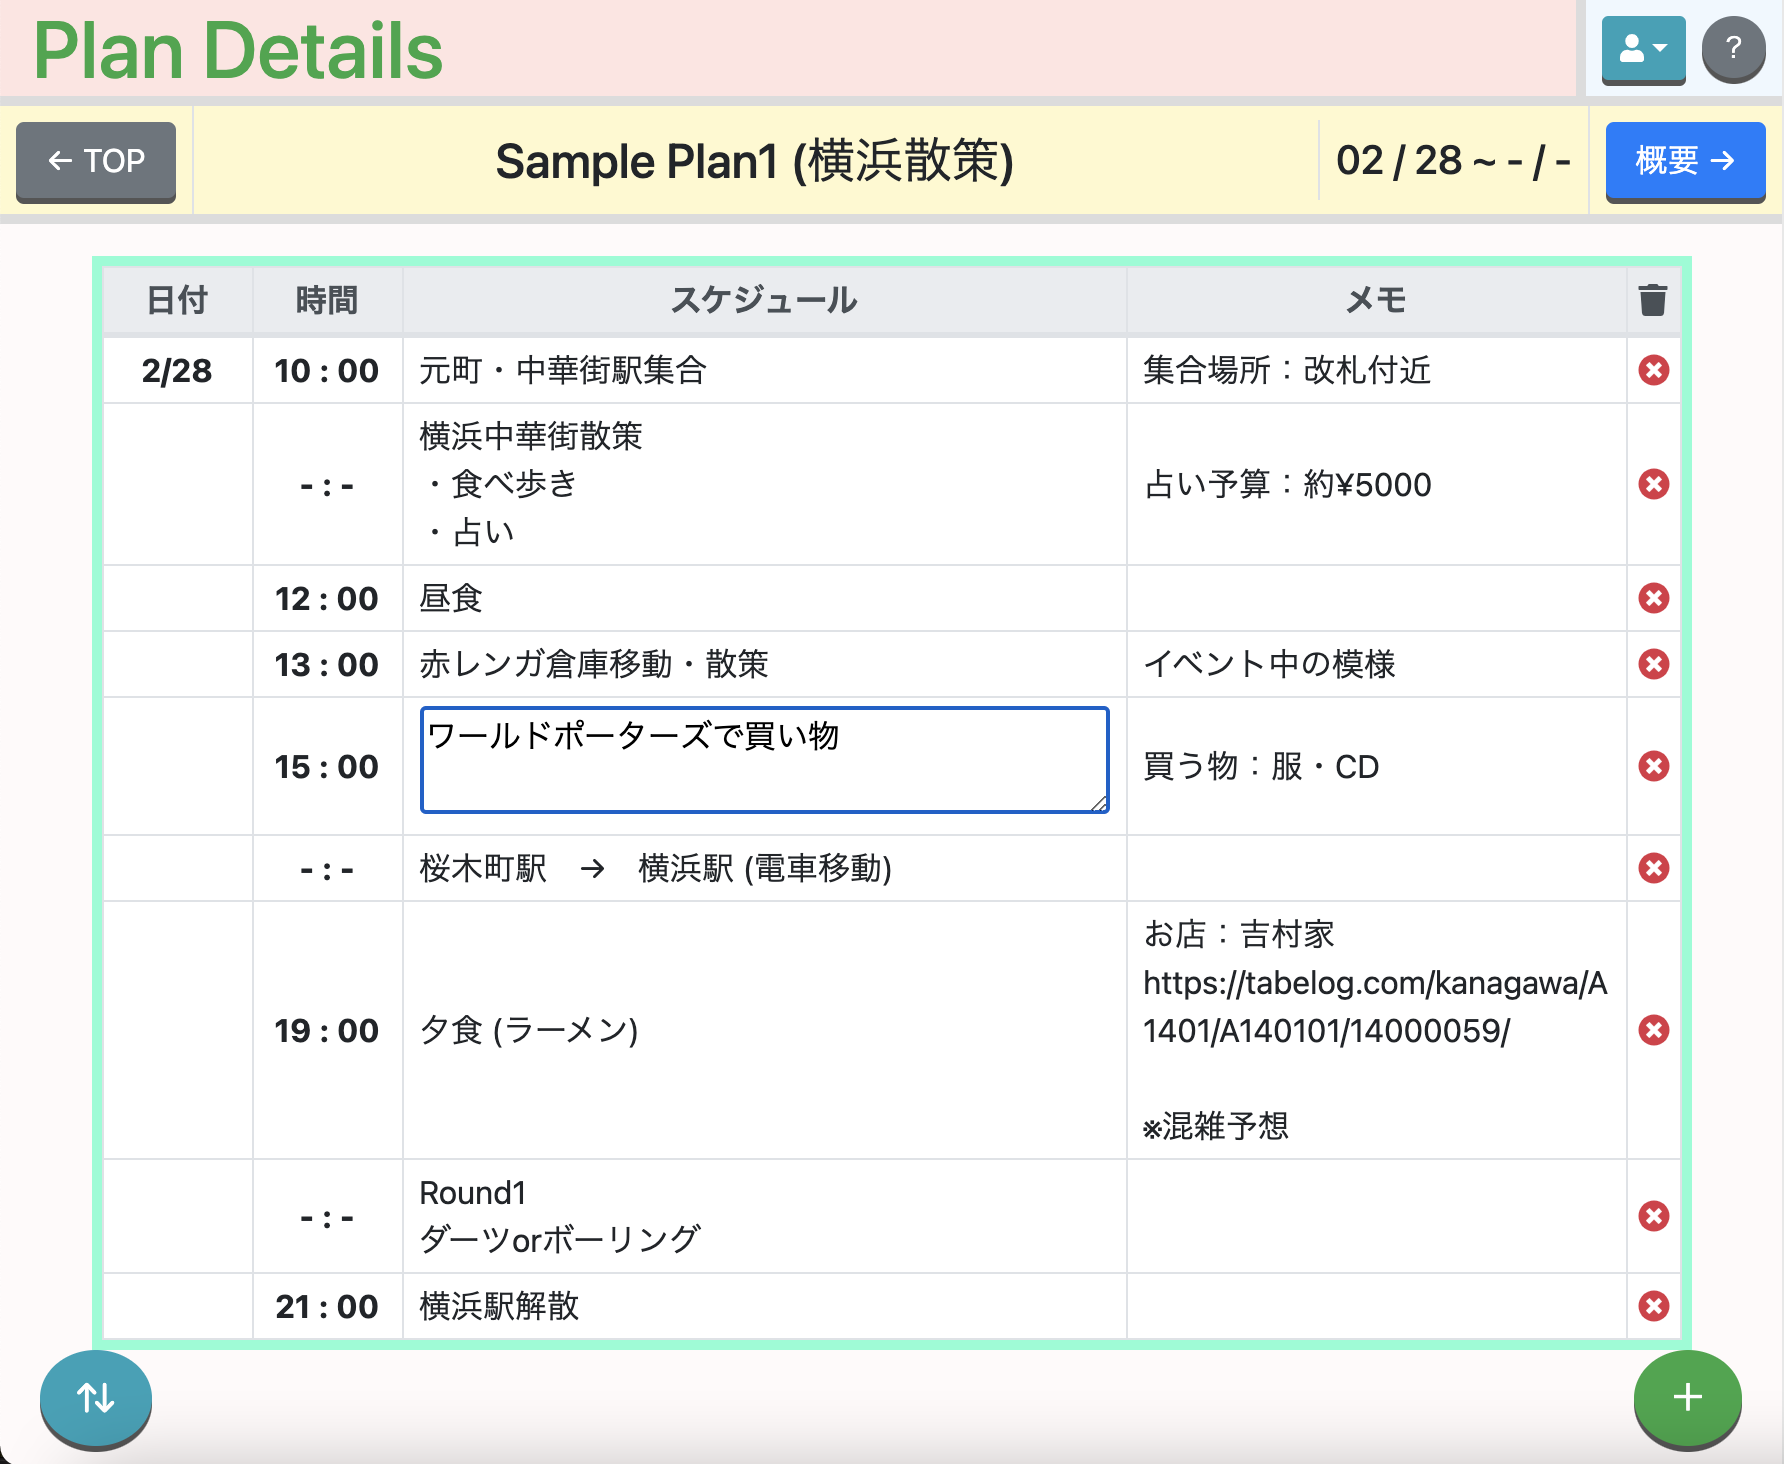 Plan Details
?
← TOP
Sample Plan1 (横浜散策)
02 / 28 ~ - / -
概要 →
日付 時間 スケジュール メモ
2/28 10 : 00 元町・中華街駅集合 集合場所：改札付近
- : -
横浜中華街散策
・食べ歩き
・占い
占い予算：約¥5000
12 : 00 昼食
13 : 00 赤レンガ倉庫移動・散策 イベント中の模様
15 : 00 ワールドポーターズで買い物 買う物：服・CD
- : - 桜木町駅　→　横浜駅 (電車移動)
19 : 00 夕食 (ラーメン)
お店：吉村家
https://tabelog.com/kanagawa/A
1401/A140101/14000059/
※混雑予想
- : -
Round1
ダーツorボーリング
21 : 00 横浜駅解散